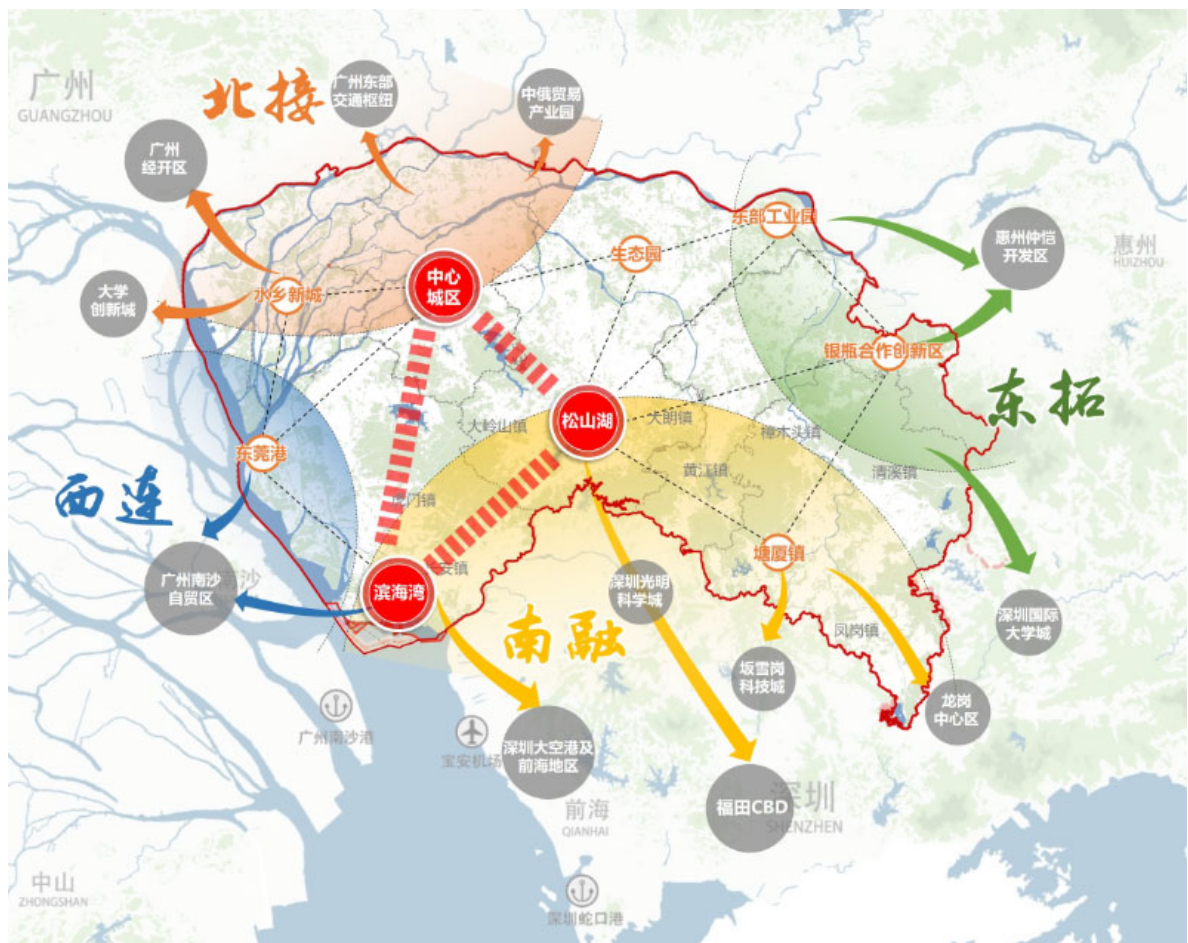 广州
GUANGZHOU
北接
广州东部
交通枢纽
中俄贸易
产业园
广州
经开区
东部工业园
惠州仲恺
开发区
惠州
HUIZHOU
生态园
中心
城区
大学
创新城
水乡新城
银瓶合作创新区
东拓
松山湖
大岭山镇
大朗镇
樟木头镇
黄江镇
清溪镇
东莞港
西连
虎门镇
塘厦镇
广州南沙
自贸区
南沙
滨海湾
长安镇
深圳光明
科学城
南融
凤岗镇
深圳国际
大学城
坂雪岗
科技城
龙岗
中心区
广州南沙港
宝安机场
深圳大空港及
前海地区
前海
QIANHAI
福田CBD
深圳
SHENZHEN
中山
ZHONGSHAN
深圳蛇口港